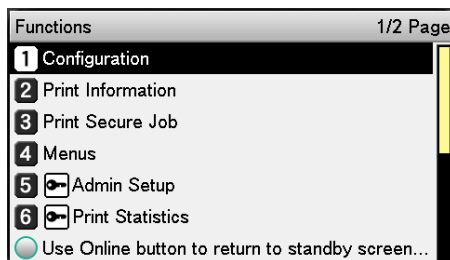 Functions 1/2 Page
1 Configuration
2 Print Information
3 Print Secure Job
4 Menus
5 Admin Setup
6 Print Statistics
Use Online button to return to standby screen...